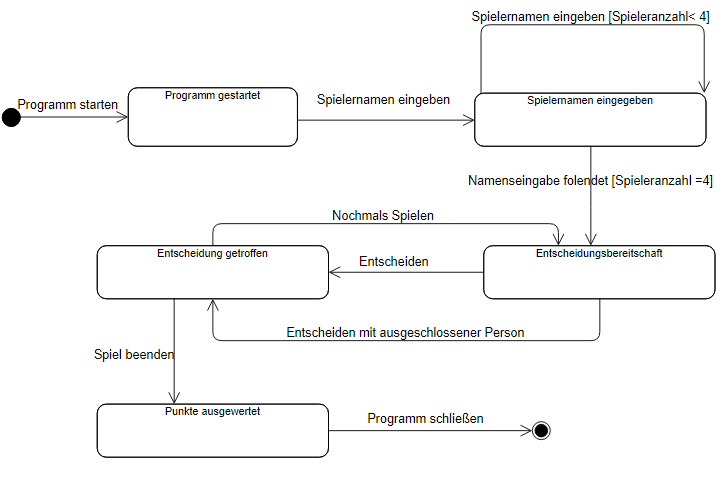 Spielernamen eingeben [Spieleranzahl< 4]
Programm starten
Programm gestartet
Spielernamen eingeben
Spielernamen eingegeben
Namenseingabe folendet [Spieleranzahl =4]
Nochmals Spielen
Entscheidung getroffen
Entscheiden
Entscheidungsbereitschaft
Entscheiden mit ausgeschlossener Person
Spiel beenden
Punkte ausgewertet
Programm schließen